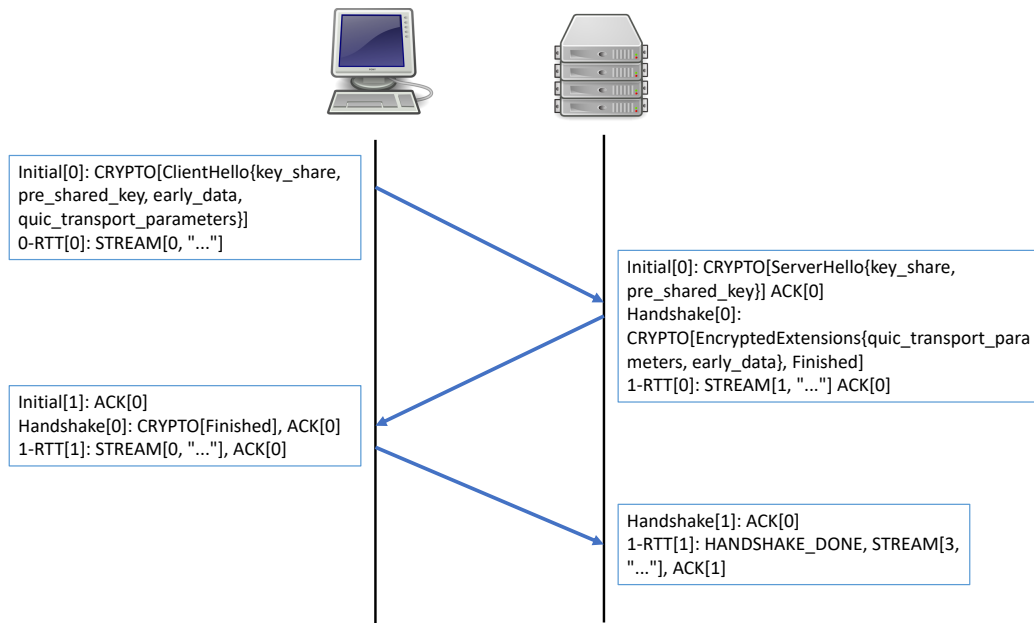 Initial[0]: CRYPTO[ClientHello{key_share,
pre_shared_key, early_data,
quic_transport_parameters}]
0-RTT[0]: STREAM[0, "..."]
Initial[0]: CRYPTO[ServerHello{key_share,
pre_shared_key}] ACK[0]
Handshake[0]:
CRYPTO[EncryptedExtensions{quic_transport_para
meters, early_data}, Finished]
1-RTT[0]: STREAM[1, "..."] ACK[0]
Initial[1]: ACK[0]
Handshake[0]: CRYPTO[Finished], ACK[0]
1-RTT[1]: STREAM[0, "..."], ACK[0]
Handshake[1]: ACK[0]
1-RTT[1]: HANDSHAKE_DONE, STREAM[3,
"..."], ACK[1]